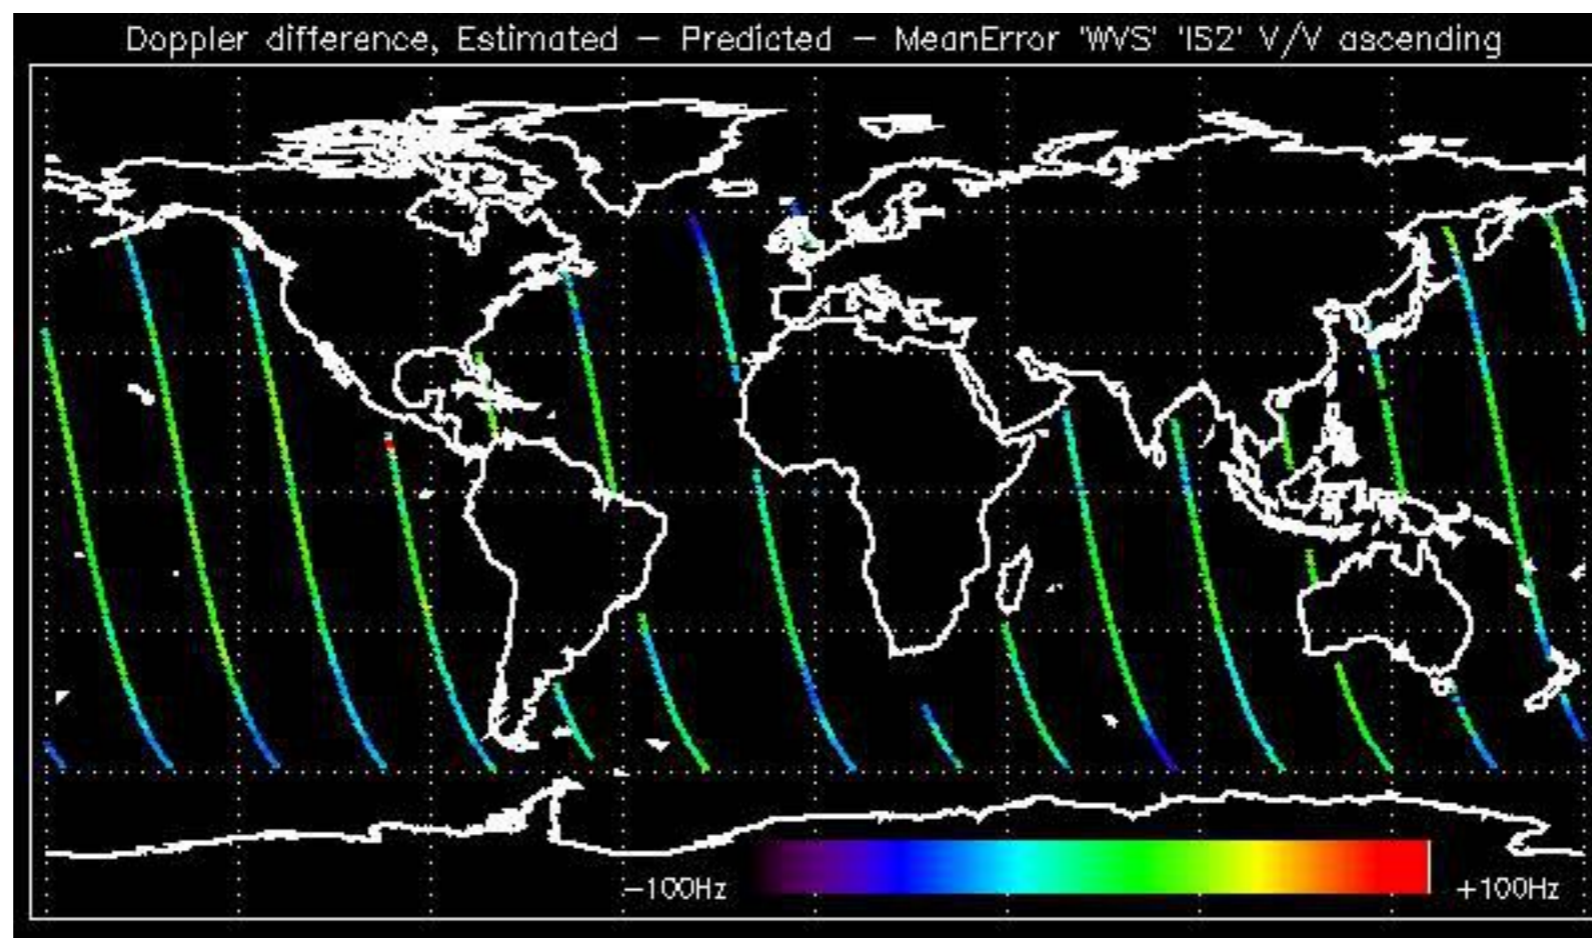 Doppler difference, Estimated – Predicted – MeanError 'WVS' 'IS2' V/V ascending
-100Hz +100Hz